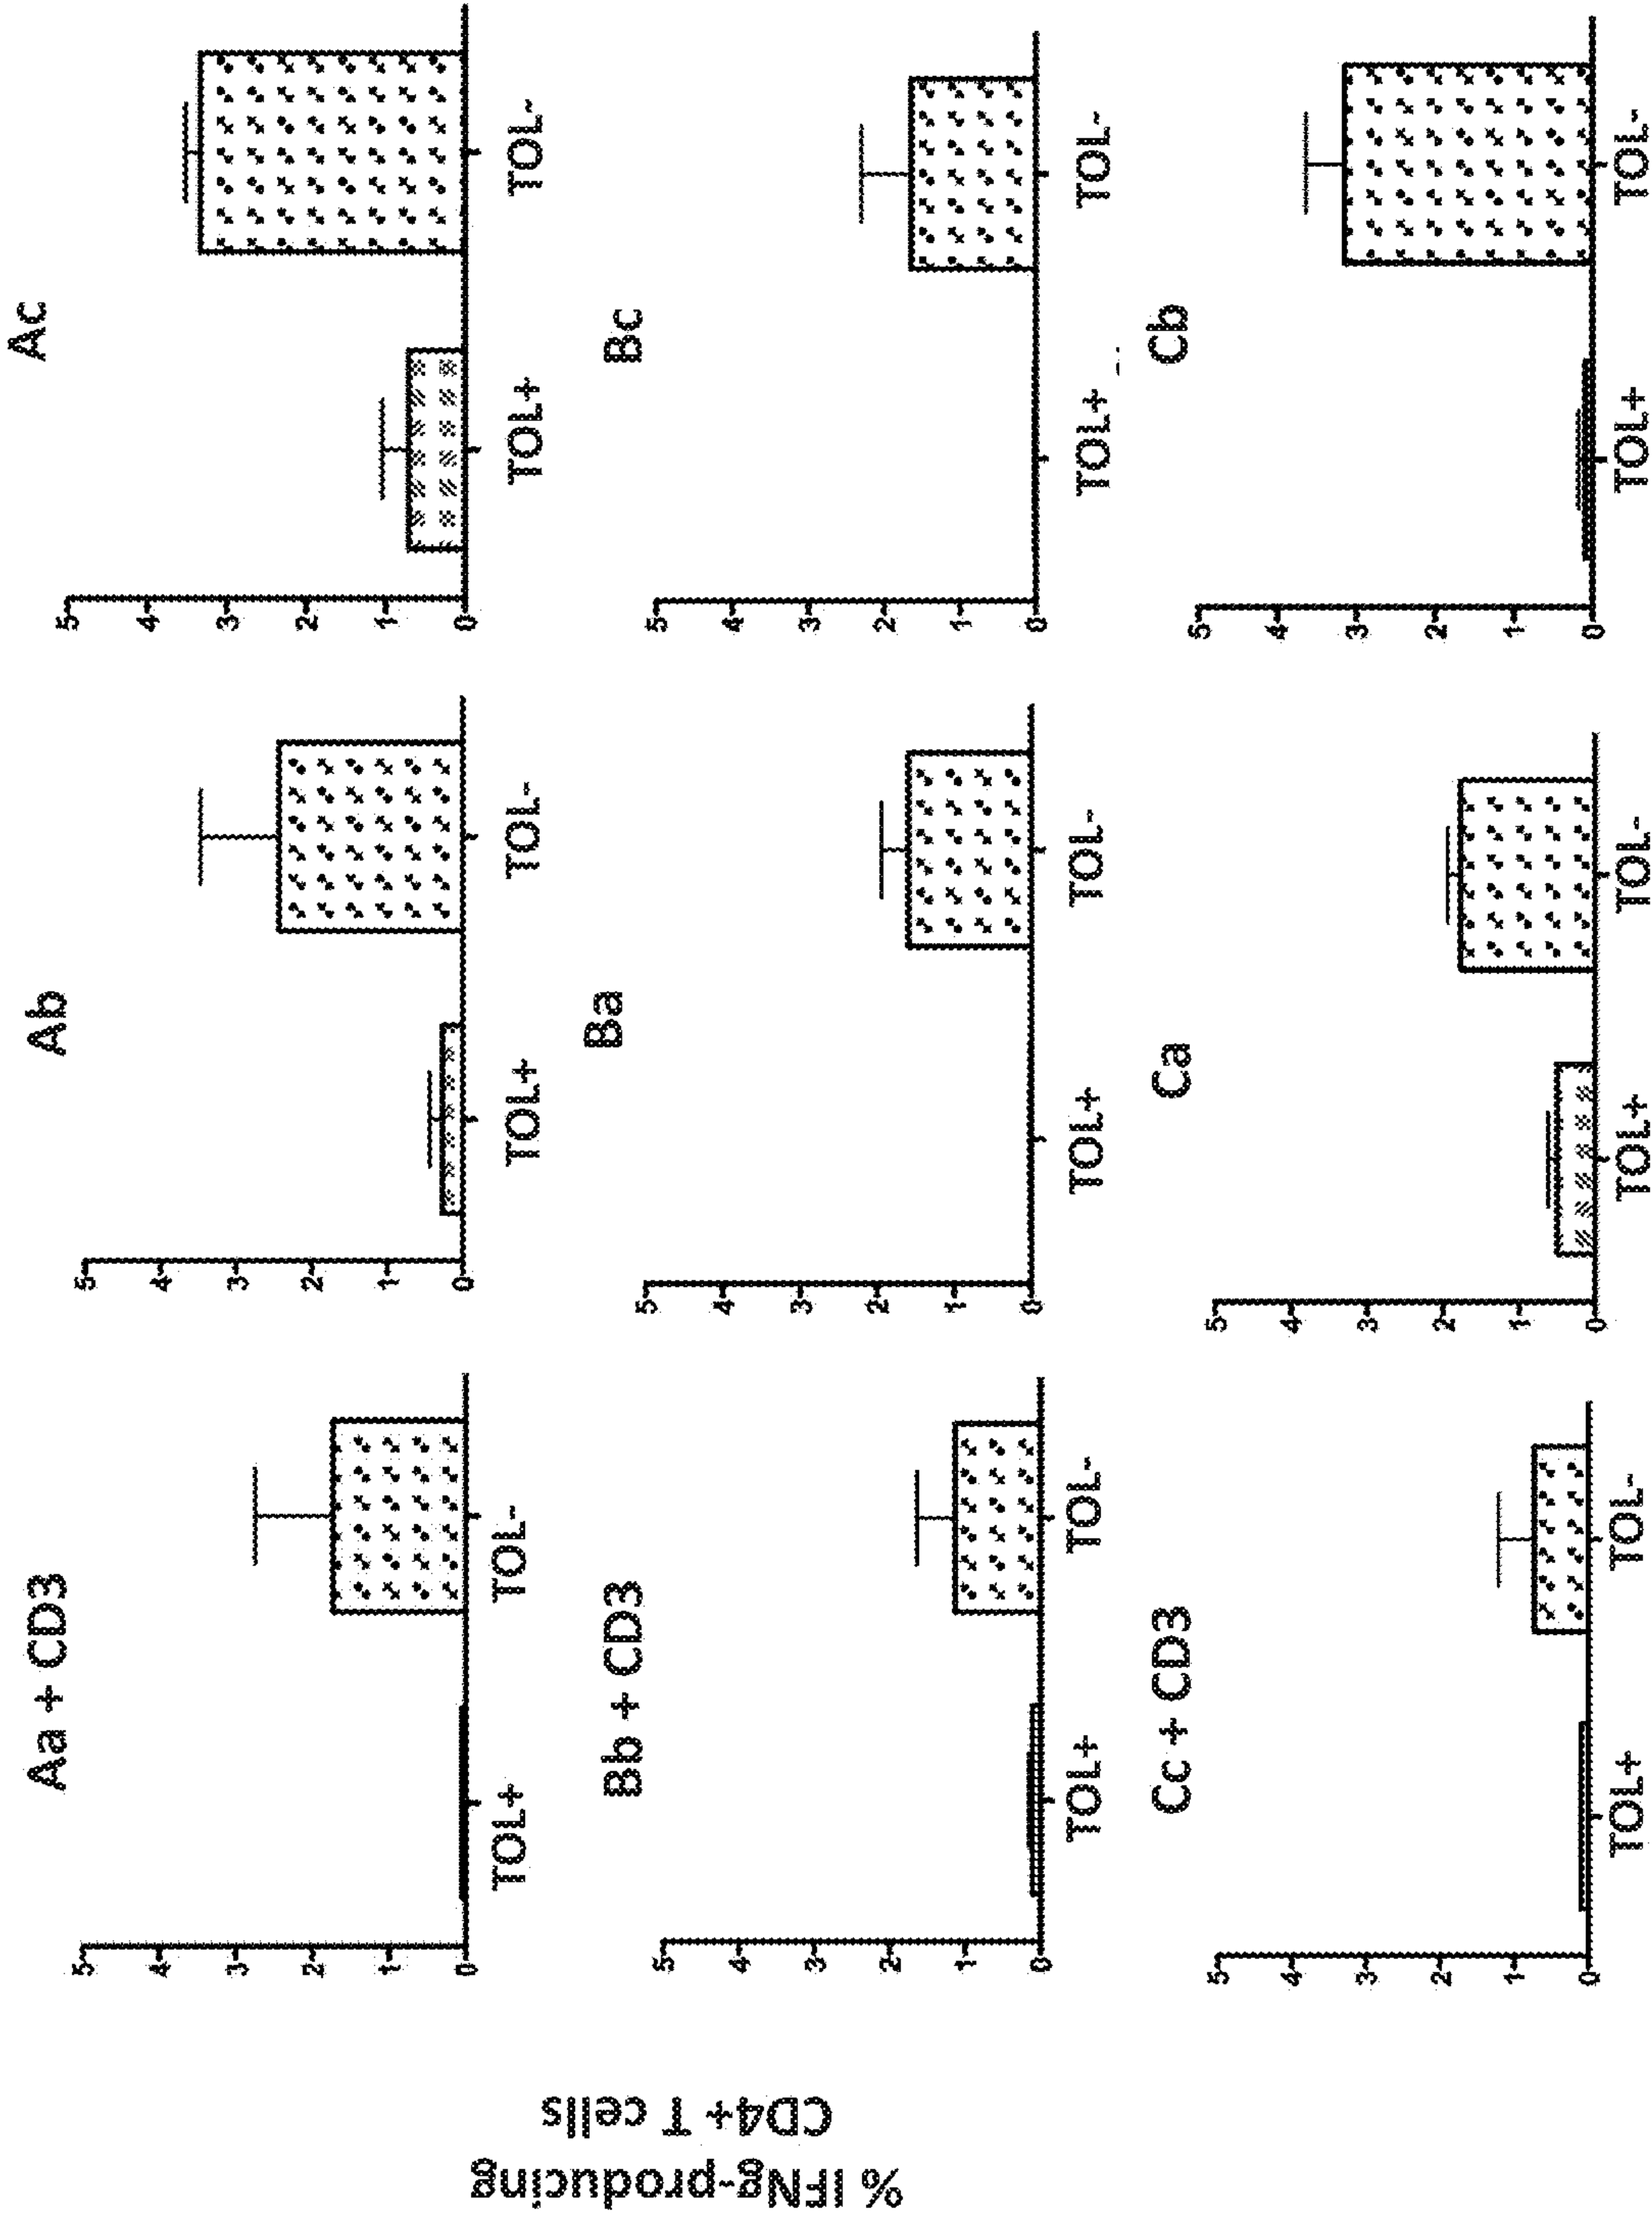 % IFNg-producing
CD4+ T cells
Aa + CD3
5
4
3
2
1
0
TOL+ TOL-
Ab
5
4
3
2
1
0
TOL+ TOL-
Ac
5
4
3
2
1
0
TOL+ TOL-
Bb + CD3
5
4
3
2
1
0
TOL+ TOL-
Ba
5
4
3
2
1
0
TOL+ TOL-
Bc
5
4
3
2
1
0
TOL+ TOL-
Cc + CD3
5
4
3
2
1
0
TOL+ TOL-
Ca
5
4
3
2
1
0
TOL+ TOL-
Cb
5
4
3
2
1
0
TOL+ TOL-